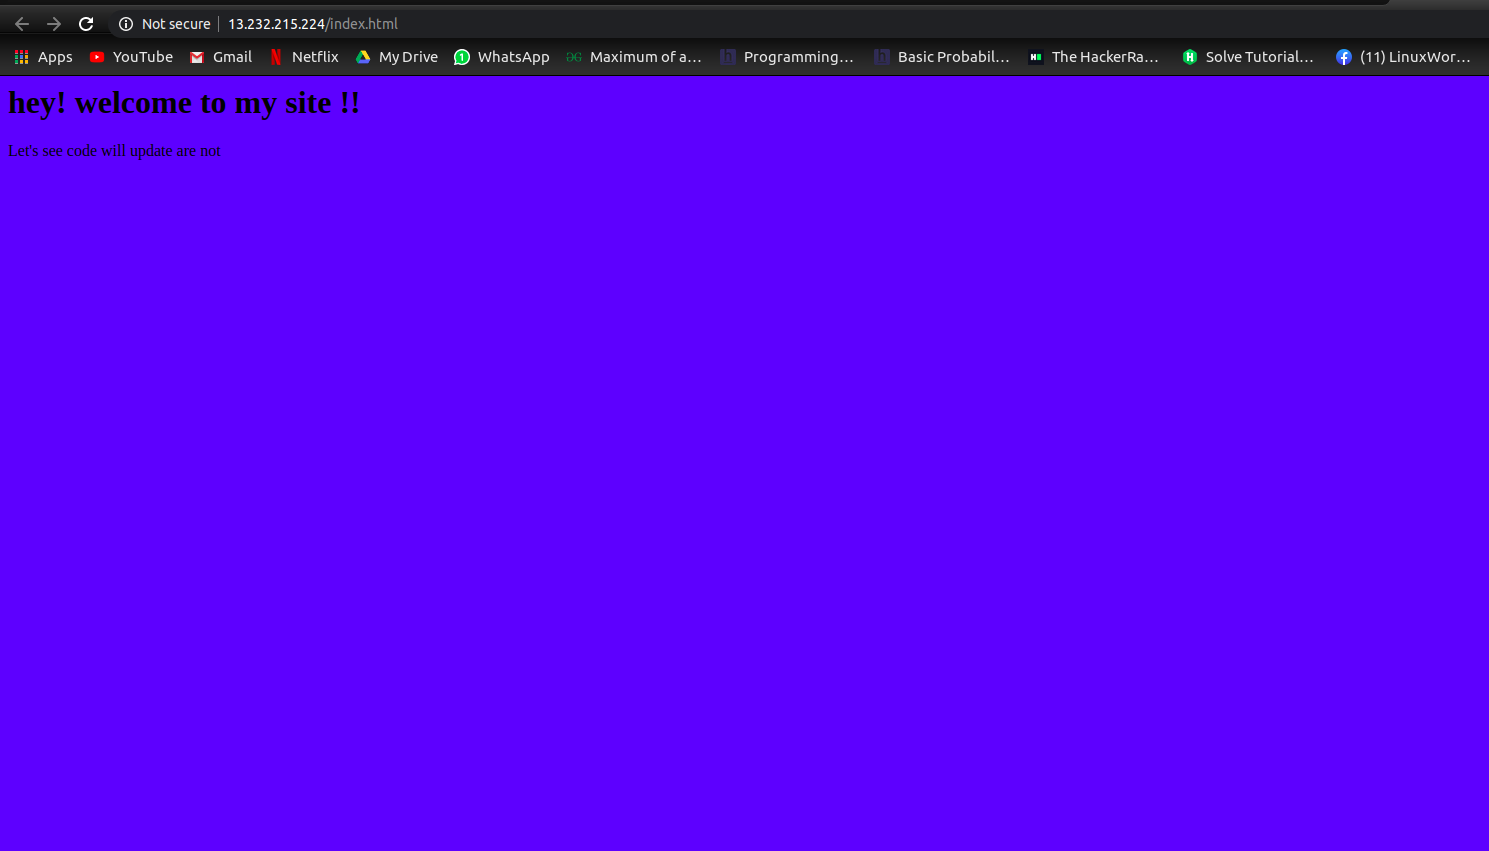 Not secure 13.232.215.224/index.html
Apps YouTube Gmail Netflix My Drive WhatsApp Maximum of a... Programming... Basic Probabil... The HackerRa... Solve Tutorial... (11) LinuxWor...
hey! welcome to my site !!
Let's see code will update are not